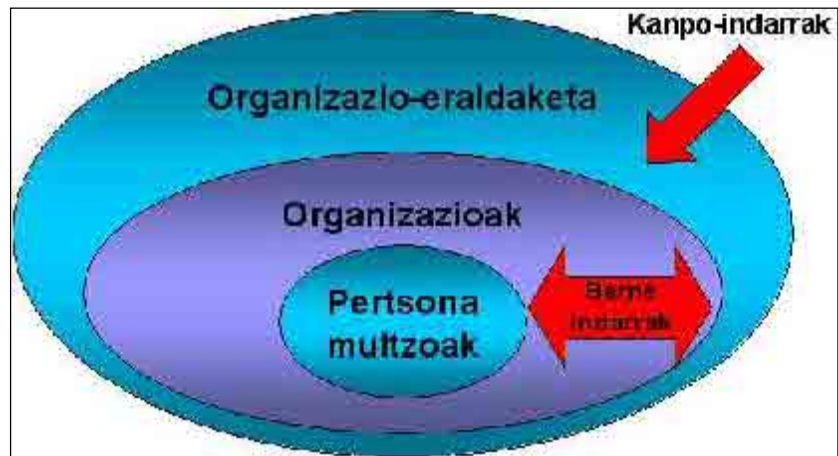 Kanpo-indarrak
Organizazio-eraldaketa
Organizazioak
Pertsona
multzoak
Barne
indarrak